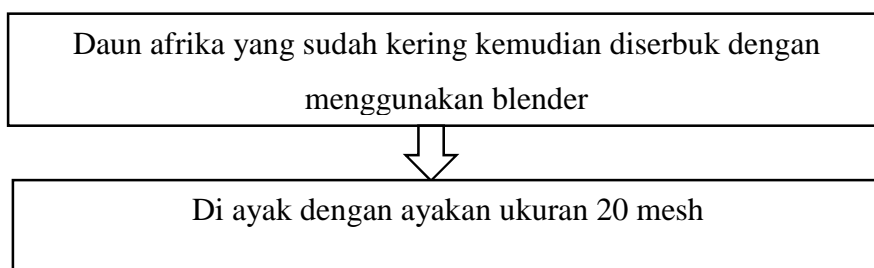 Daun afrika yang sudah kering kemudian diserbuk dengan
menggunakan blender
Di ayak dengan ayakan ukuran 20 mesh